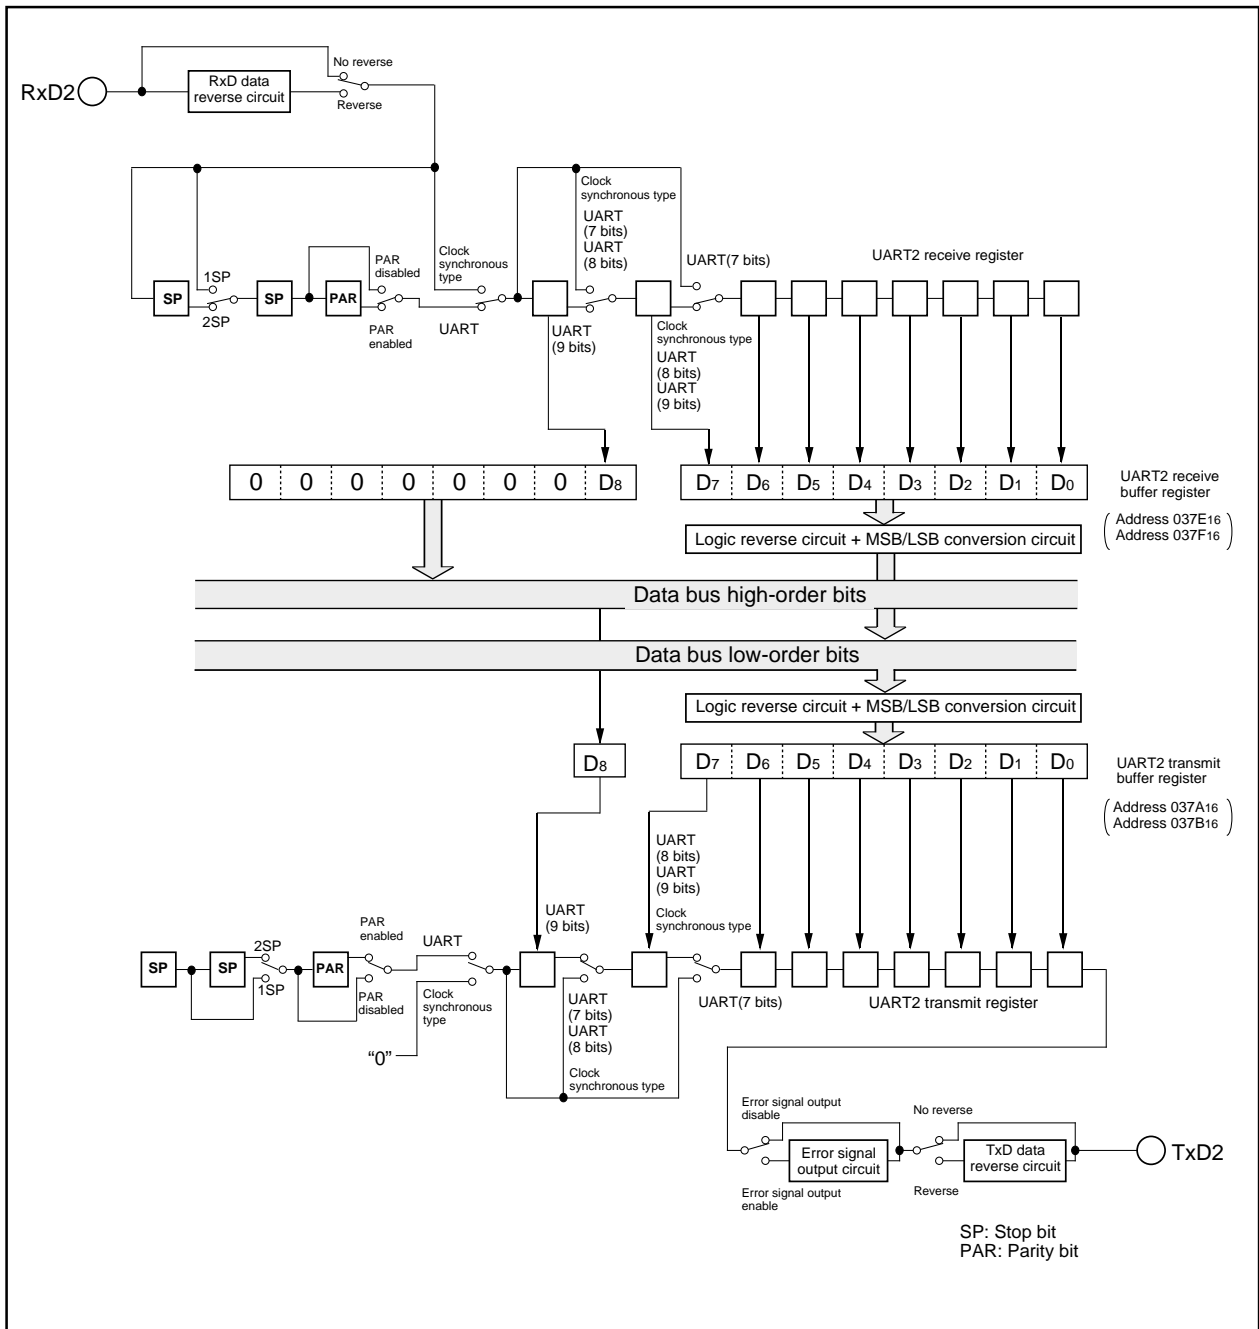 No reverse
RxD2
RxD data
reverse circuit
Reverse
Clock
synchronous type
UART
(7 bits)
UART
(8 bits)
UART(7 bits)
UART2 receive register
1SP
PAR
disabled
Clock
synchronous
type
SP
SP
PAR
2SP
PAR
enabled
UART
UART
(9 bits)
Clock
synchronous type
UART
(8 bits)
UART
(9 bits)
0 0 0 0 0 0 0 D8
D7 D6 D5 D4 D3 D2 D1 D0
UART2 receive
buffer register
Address 037E16
Address 037F16
Logic reverse circuit + MSB/LSB conversion circuit
Data bus high-order bits
Data bus low-order bits
Logic reverse circuit + MSB/LSB conversion circuit
D8
D7 D6 D5 D4 D3 D2 D1 D0
UART2 transmit
buffer register
Address 037A16
Address 037B16
UART
(8 bits)
UART
(9 bits)
Clock
synchronous type
UART
(9 bits)
PAR
enabled
UART
2SP
SP
SP
PAR
1SP
PAR
disabled
Clock
synchronous
type
“0”
UART
(7 bits)
UART
(8 bits)
Clock
synchronous type
UART(7 bits)
UART2 transmit register
Error signal output
disable
No reverse
Error signal
output circuit
TxD data
reverse circuit
TxD2
Error signal output
enable
Reverse
SP: Stop bit
PAR: Parity bit